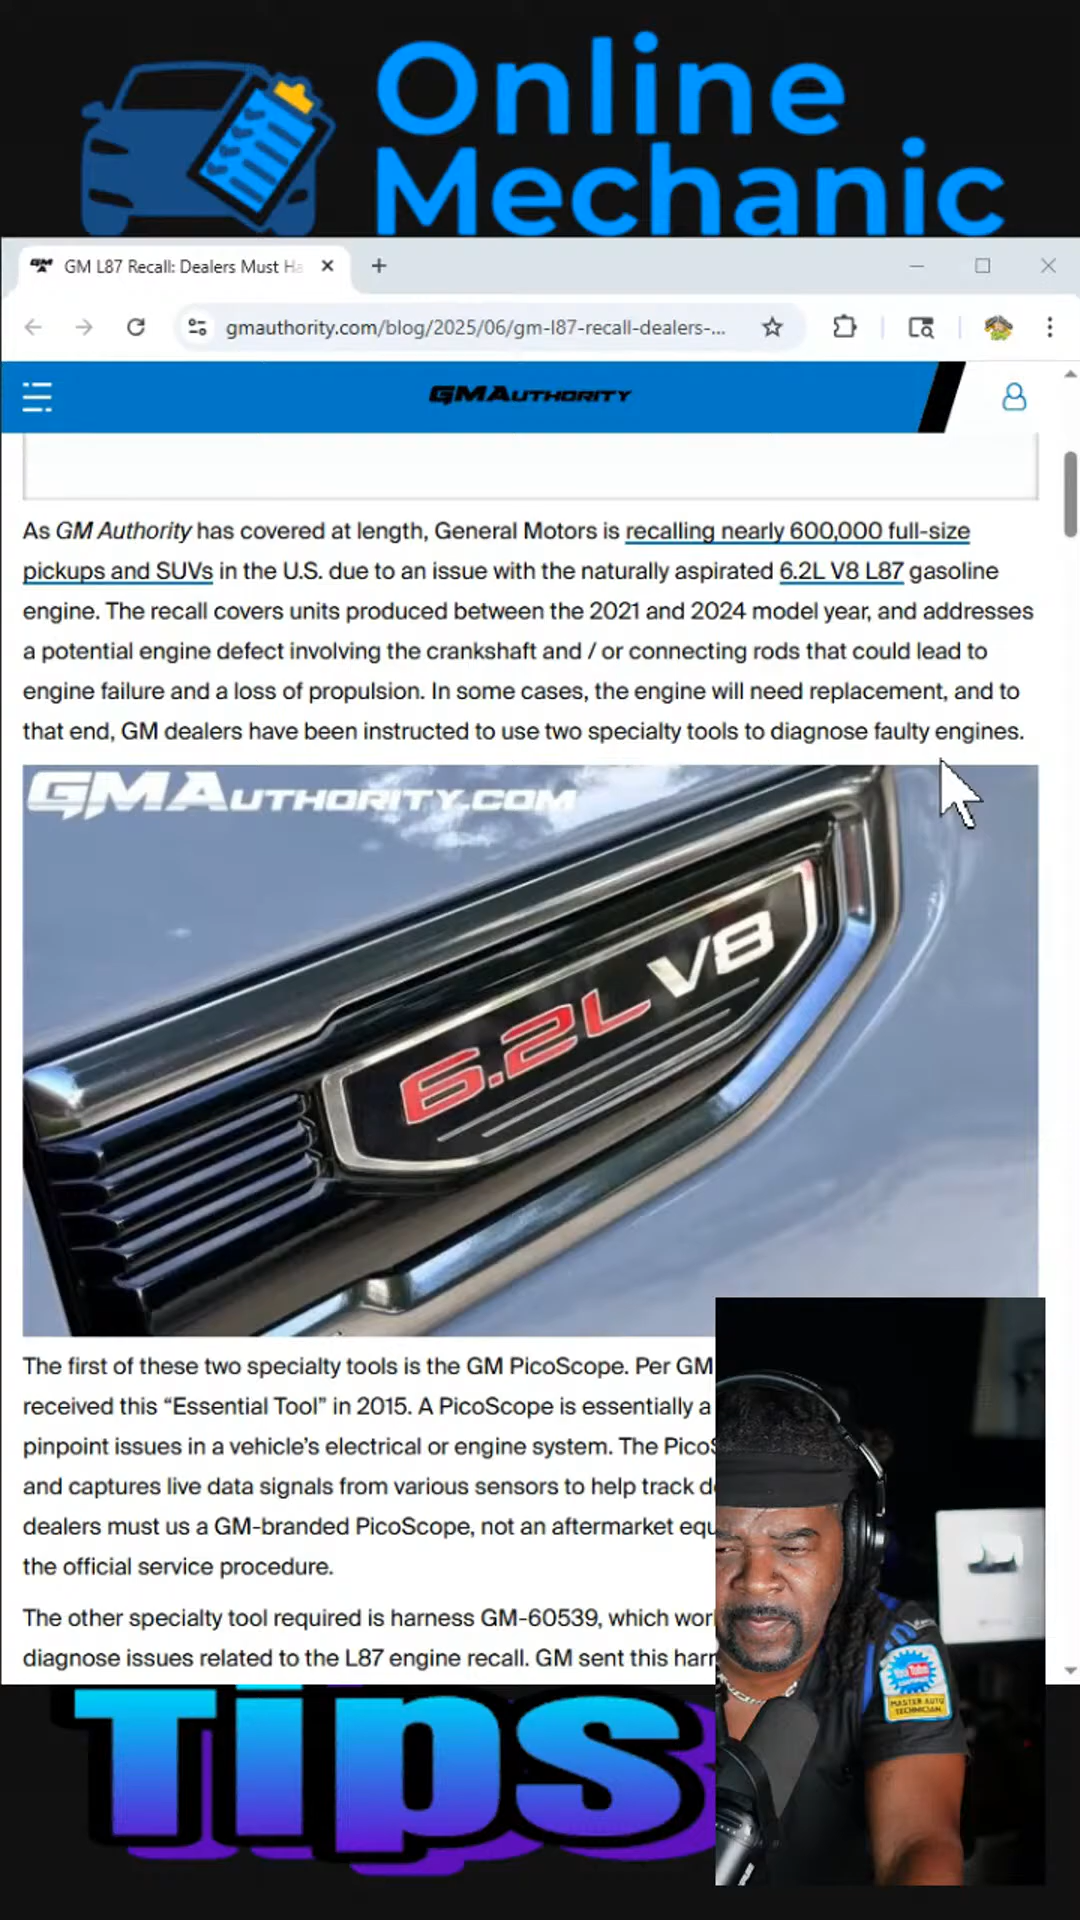 Online
Mechanic
GM L87 Recall: Dealers Must Ha
gmauthority.com/blog/2025/06/gm-l87-recall-dealers-...
GMAUTHORITY
As GM Authority has covered at length, General Motors is recalling nearly 600,000 full-size
pickups and SUVs in the U.S. due to an issue with the naturally aspirated 6.2L V8 L87 gasoline
engine. The recall covers units produced between the 2021 and 2024 model year, and addresses
a potential engine defect involving the crankshaft and / or connecting rods that could lead to
engine failure and a loss of propulsion. In some cases, the engine will need replacement, and to
that end, GM dealers have been instructed to use two specialty tools to diagnose faulty engines.
GMAUTHORITY.COM
6.2L V8
The first of these two specialty tools is the GM PicoScope. Per GM
received this “Essential Tool” in 2015. A PicoScope is essentially a
pinpoint issues in a vehicle’s electrical or engine system. The PicoS
and captures live data signals from various sensors to help track d
dealers must us a GM-branded PicoScope, not an aftermarket equ
the official service procedure.
The other specialty tool required is harness GM-60539, which wor
diagnose issues related to the L87 engine recall. GM sent this harn
YouTube
MASTER AUTO
TECHNICIAN
Tips